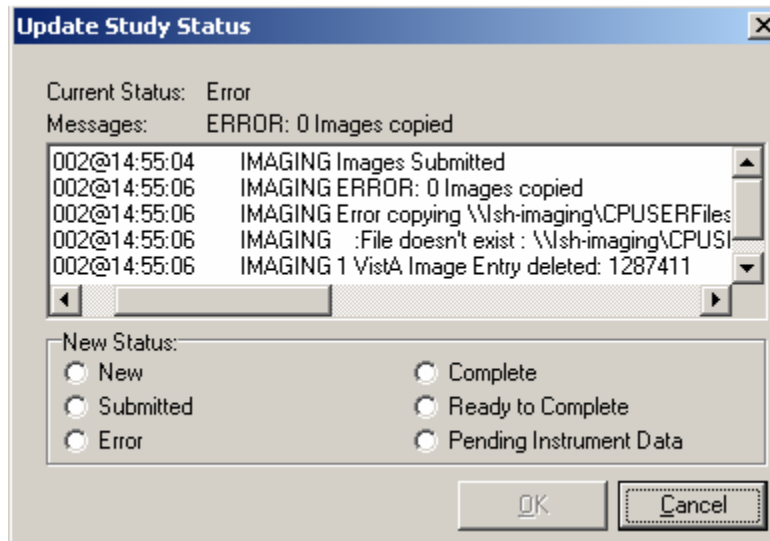 Update Study Status
Current Status: Error
Messages: ERROR: 0 Images copied
002@14:55:04 IMAGING Images Submitted
002@14:55:06 IMAGING ERROR: 0 Images copied
002@14:55:06 IMAGING Error copying \\Ish-imaging\CPUSERFiles
002@14:55:06 IMAGING :File doesn't exist : \\Ish-imaging\CPUSI
002@14:55:06 IMAGING 1 VistA Image Entry deleted: 1287411
New Status:
New Complete
Submitted Ready to Complete
Error Pending Instrument Data
OK Cancel